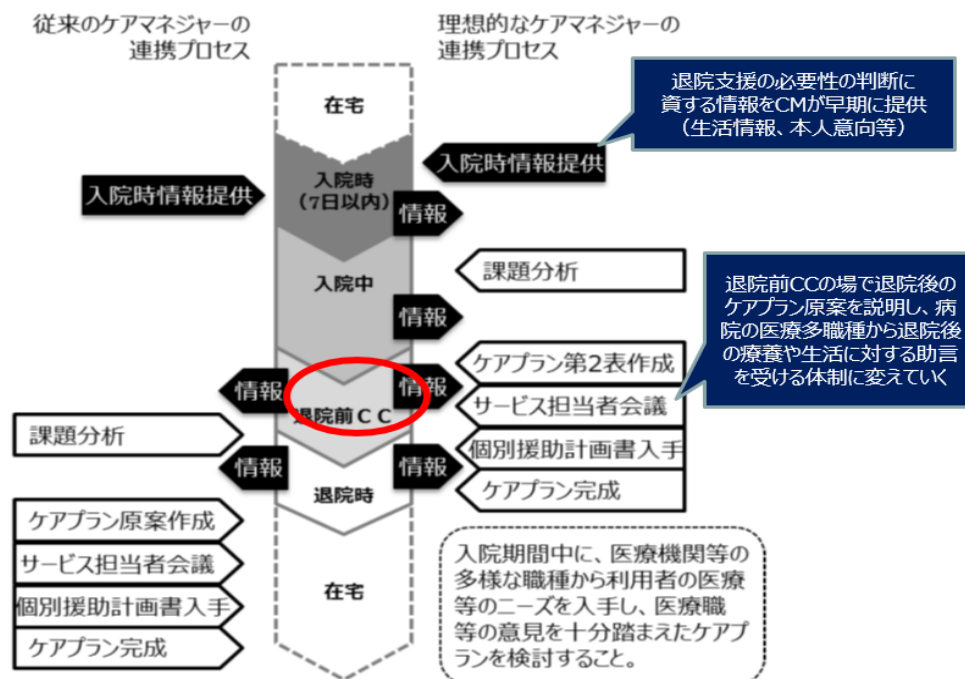 従来のケアマネジャーの
連携プロセス
理想的なケアマネジャーの
連携プロセス
退院支援の必要性の判断に
資する情報をCMが早期に提供
（生活情報、本人意向等）
在宅
入院時情報提供
入院時情報提供
入院時
（7日以内）
情報
入院中
課題分析
情報
退院前CCの場で退院後の
ケアプラン原案を説明し、病
院の医療多職種から退院後
の療養や生活に対する助言
を受ける体制に変えていく
ケアプラン第2表作成
情報
情報
サービス担当者会議
退院前ＣＣ
課題分析
個別援助計画書入手
情報
情報
ケアプラン完成
退院時
ケアプラン原案作成
サービス担当者会議
個別援助計画書入手
ケアプラン完成
在宅
入院期間中に、医療機関等の
多様な職種から利用者の医療
等のニーズを入手し、医療職
等の意見を十分踏まえたケアプ
ランを検討すること。